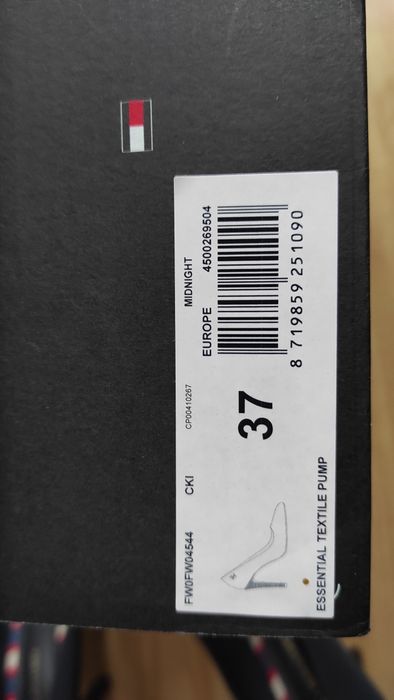 FW0FW04544 CKI CP00410267 MIDNIGHT
EUROPE 4500269504
37
8 719859 251090
ESSENTIAL TEXTILE PUMP